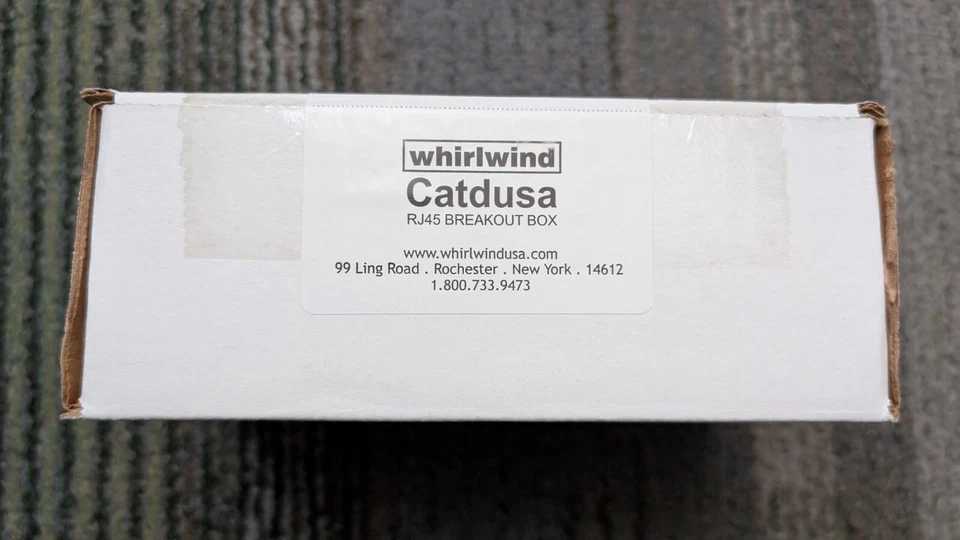 whirlwind
Catdusa
RJ45 BREAKOUT BOX
www.whirlwindusa.com
99 Ling Road . Rochester . New York . 14612
1.800.733.9473